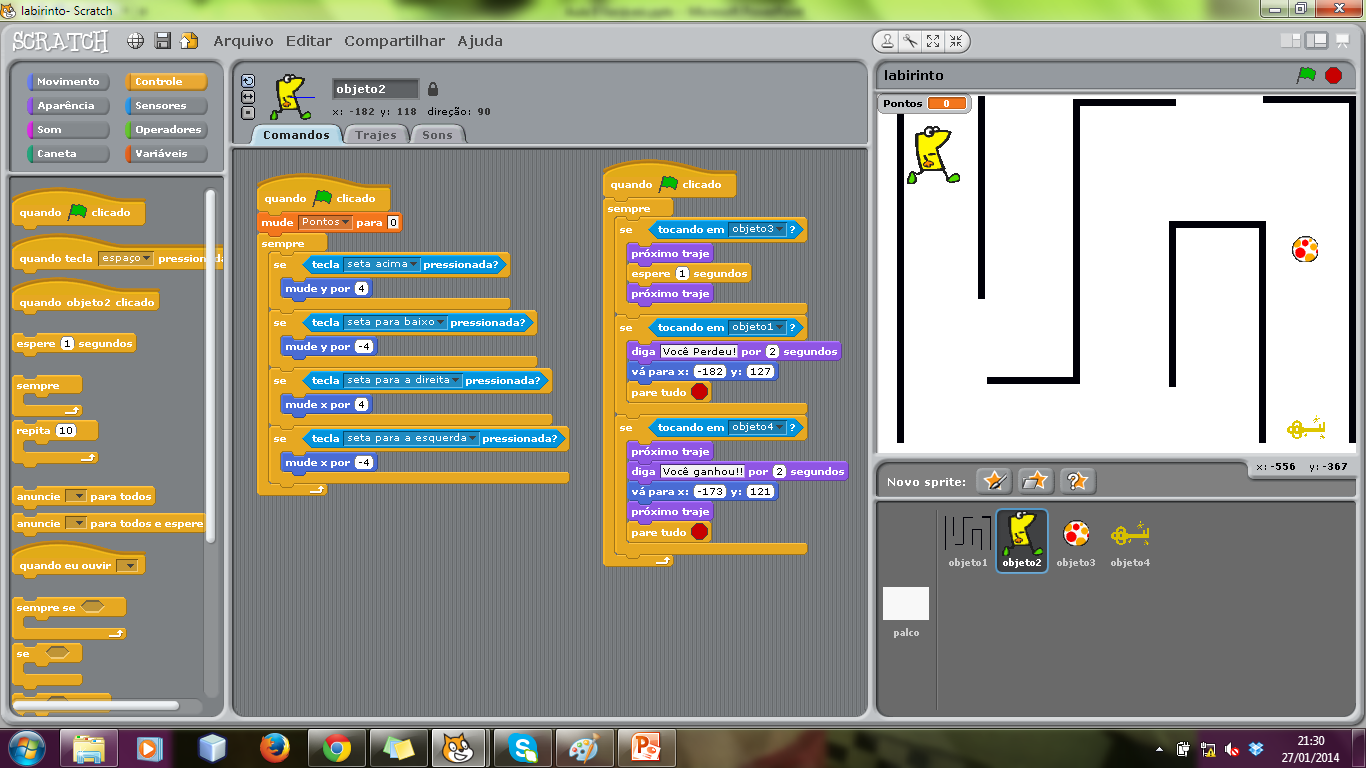 labirinto- Scratch
SCRATCH
Arquivo Editar Compartilhar Ajuda
Movimento Controle
Aparência Sensores
Som Operadores
Caneta Variáveis
quando clicado
quando tecla espaço pressiona
quando objeto2 clicado
espere 1 segundos
sempre
repita 10
anuncie para todos
anuncie para todos e espere
quando eu ouvir
sempre se
se
objeto2
x: -182 y: 118 direção: 90
Comandos Trajes Sons
quando clicado
mude Pontos para 0
sempre
se tecla seta acima pressionada?
mude y por 4
se tecla seta para baixo pressionada?
mude y por -4
se tecla seta para a direita pressionada?
mude x por 4
se tecla seta para a esquerda pressionada?
mude x por -4
quando clicado
sempre
se tocando em objeto3 ?
próximo traje
espere 1 segundos
próximo traje
se tocando em objeto1 ?
diga Você Perdeu! por 2 segundos
vá para x: -182 y: 127
pare tudo
se tocando em objeto4 ?
próximo traje
diga Você ganhou!! por 2 segundos
vá para x: -173 y: 121
próximo traje
pare tudo
labirinto
Pontos 0
x: -556 y: -367
Novo sprite:
objeto1 objeto2 objeto3 objeto4
palco
21:30
27/01/2014